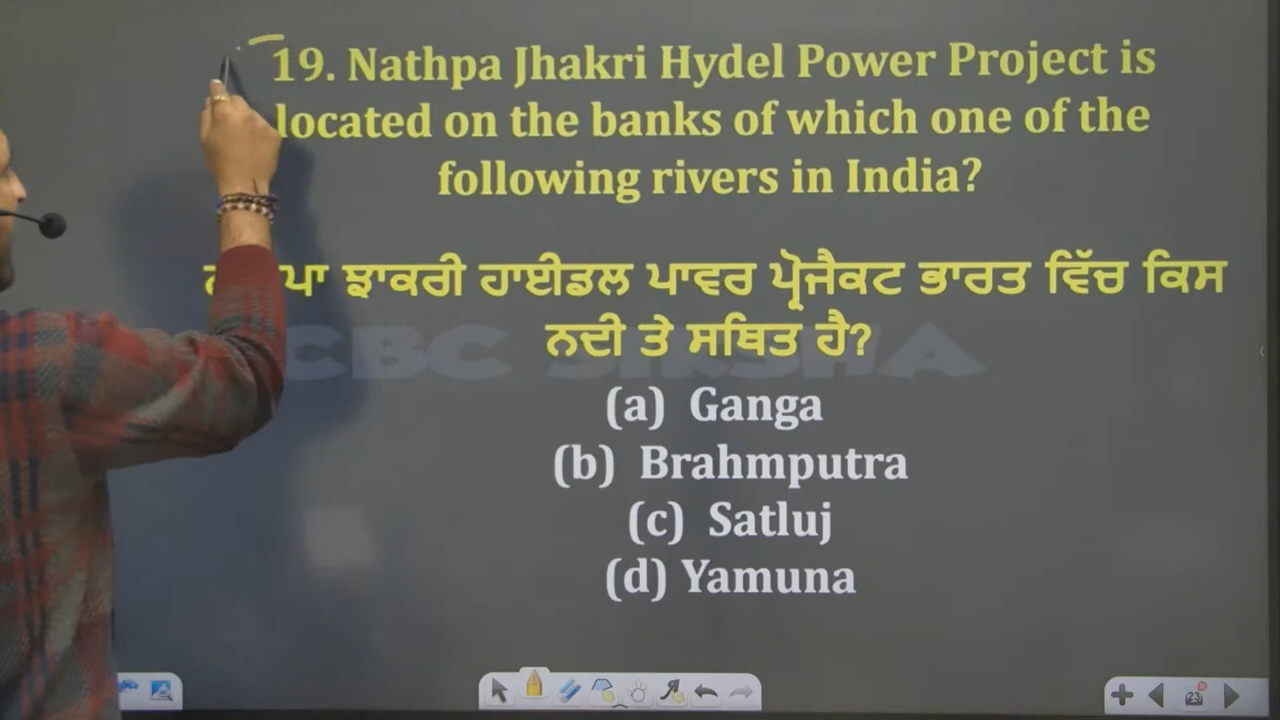 19. Nathpa Jhakri Hydel Power Project is
located on the banks of which one of the
following rivers in India?
ਝਾਕਰੀ ਹਾਈਡਲ ਪਾਵਰ ਪ੍ਰੋਜੈਕਟ ਭਾਰਤ ਵਿੱਚ ਕਿਸ
ਨਦੀ ਤੇ ਸਥਿਤ ਹੈ?
(a) Ganga
(b) Brahmputra
(c) Satluj
(d) Yamuna
23